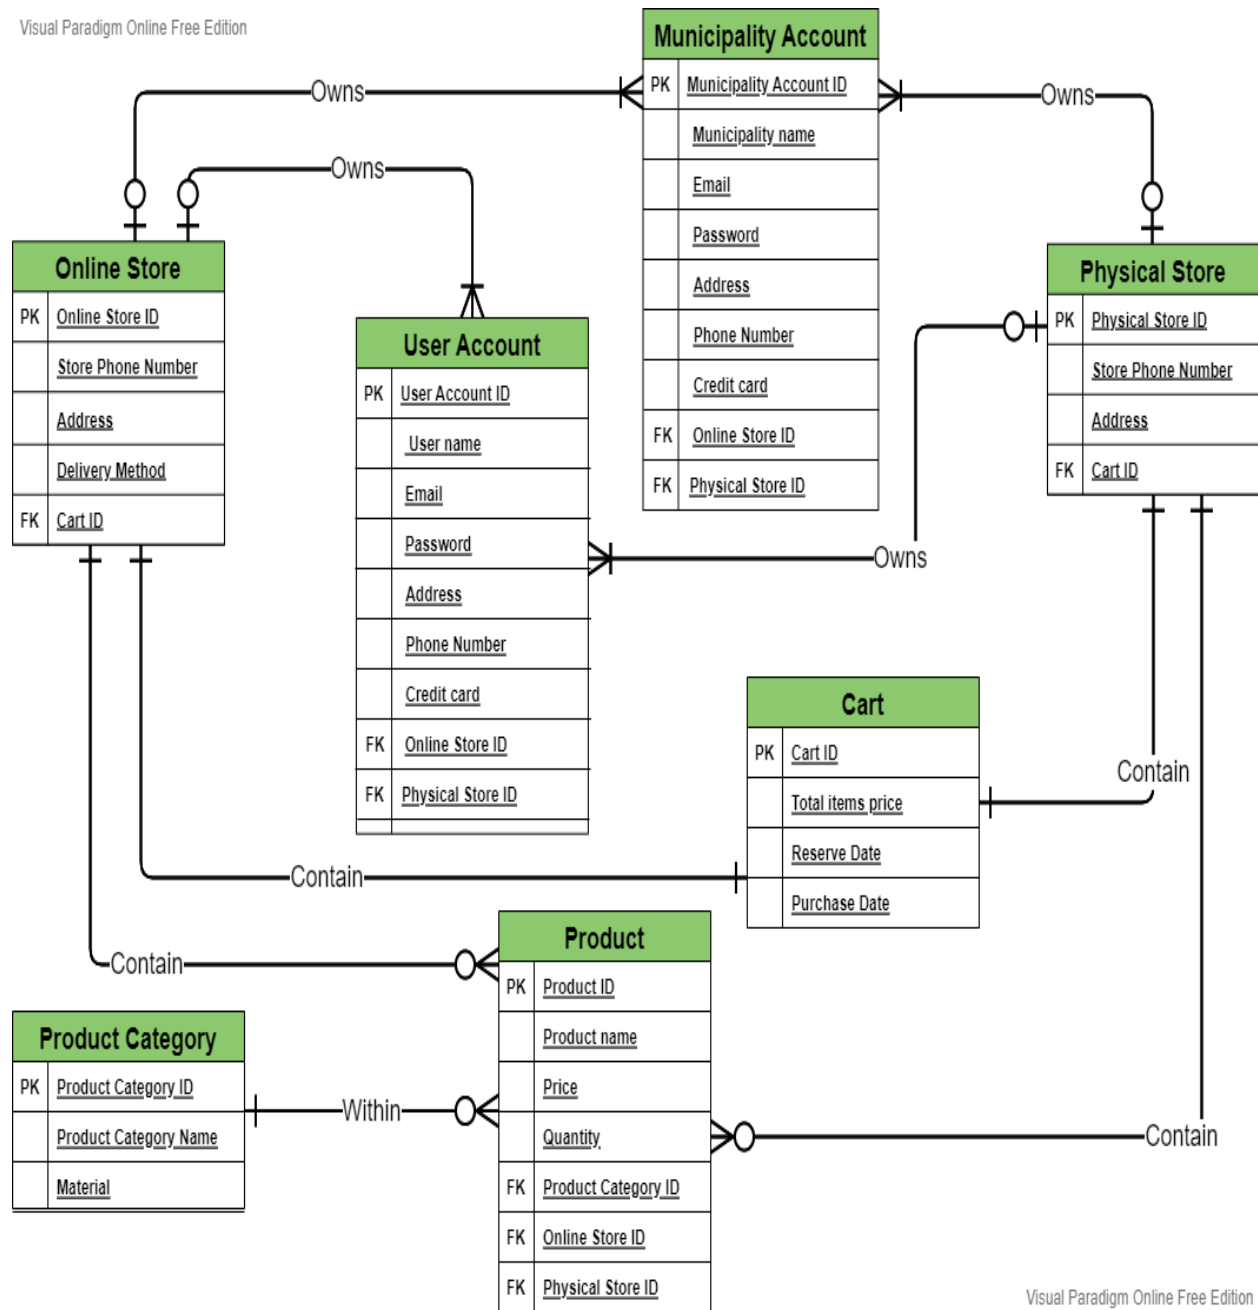 Visual Paradigm Online Free Edition
Municipality Account
PK Municipality Account ID
Municipality name
Email
Password
Address
Phone Number
Credit card
FK Online Store ID
FK Physical Store ID
Owns
Owns
Owns
Online Store
PK Online Store ID
Store Phone Number
Address
Delivery Method
FK Cart ID
User Account
PK User Account ID
User name
Email
Password
Address
Phone Number
Credit card
FK Online Store ID
FK Physical Store ID
Physical Store
PK Physical Store ID
Store Phone Number
Address
FK Cart ID
Owns
Cart
PK Cart ID
Total items price
Reserve Date
Purchase Date
Contain
Contain
Contain
Product
PK Product ID
Product name
Price
Quantity
FK Product Category ID
FK Online Store ID
FK Physical Store ID
Product Category
PK Product Category ID
Product Category Name
Material
Within
Contain
Visual Paradigm Online Free Edition